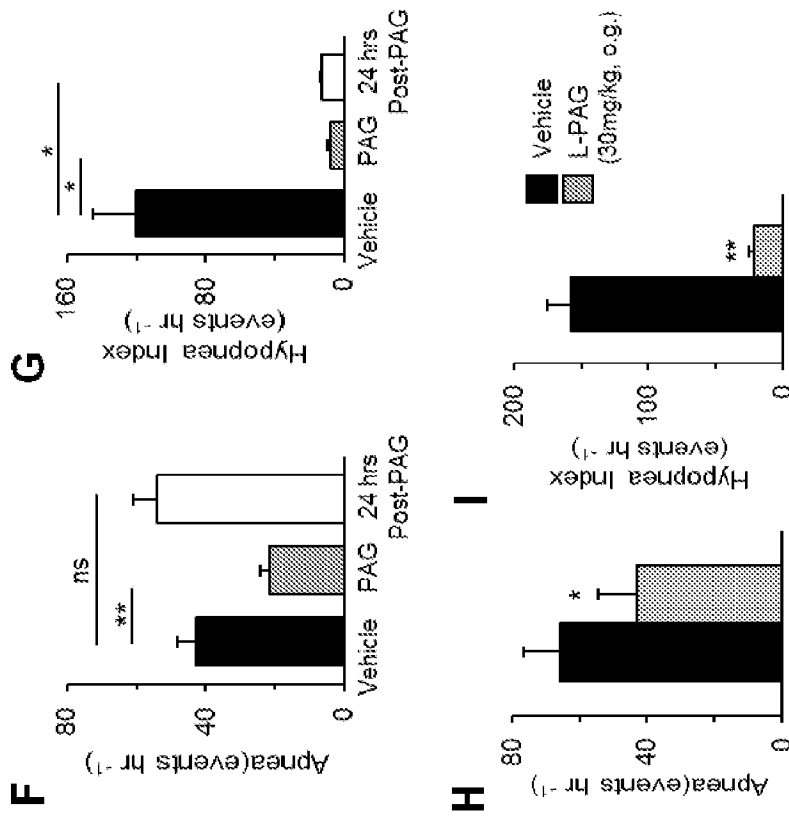 F
Apnea(events hr⁻¹)
80
40
0
ns
**
Vehicle
PAG
24 hrs
Post-PAG
G
Hypopnea Index
(events hr⁻¹)
160
80
0
*
*
Vehicle
PAG
24 hrs
Post-PAG
H
Apnea(events hr⁻¹)
80
40
0
*
I
Hypopnea Index
(events hr⁻¹)
200
100
0
**
Vehicle
L-PAG
(30mg/kg, o.g.)